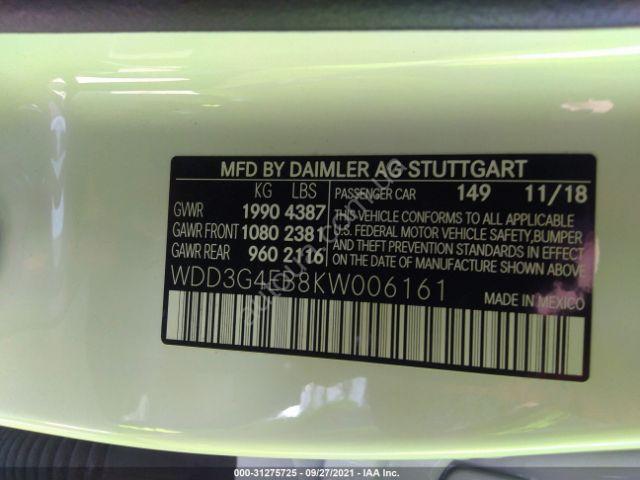 MFD BY DAIMLER AG STUTTGART
KG LBS PASSENGER CAR 149 11/18
GVWR 1990 4387
GAWR FRONT 1080 2381
GAWR REAR 960 2116
THIS VEHICLE CONFORMS TO ALL APPLICABLE
U.S. FEDERAL MOTOR VEHICLE SAFETY, BUMPER
AND THEFT PREVENTION STANDARDS IN EFFECT
ON THE DATE OF MANUFACTURE SHOWN ABOVE.
WDD3G4EB8KW006161
MADE IN MEXICO
000-31275725 - 09/27/2021 - IAA Inc.